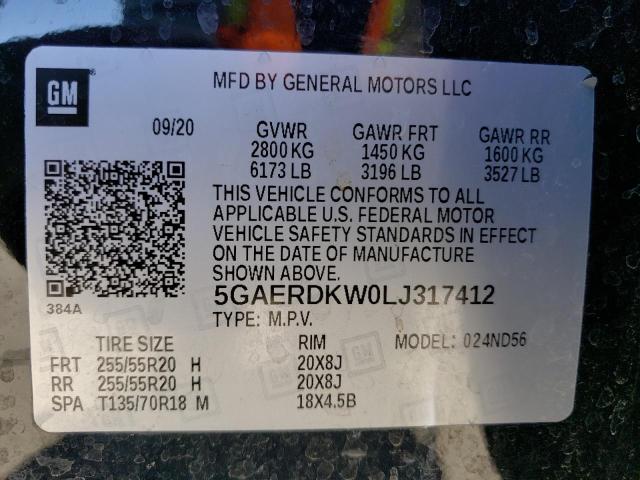 GM
MFD BY GENERAL MOTORS LLC
09/20 GVWR GAWR FRT GAWR RR
2800 KG 1450 KG 1600 KG
6173 LB 3196 LB 3527 LB
THIS VEHICLE CONFORMS TO ALL
APPLICABLE U.S. FEDERAL MOTOR
VEHICLE SAFETY STANDARDS IN EFFECT
ON THE DATE OF MANUFACTURE
SHOWN ABOVE.
384A
5GAERDKW0LJ317412
TYPE: M.P.V.
TIRE SIZE RIM MODEL: 024ND56
FRT 255/55R20 H 20X8J
RR 255/55R20 H 20X8J
SPA T135/70R18 M 18X4.5B